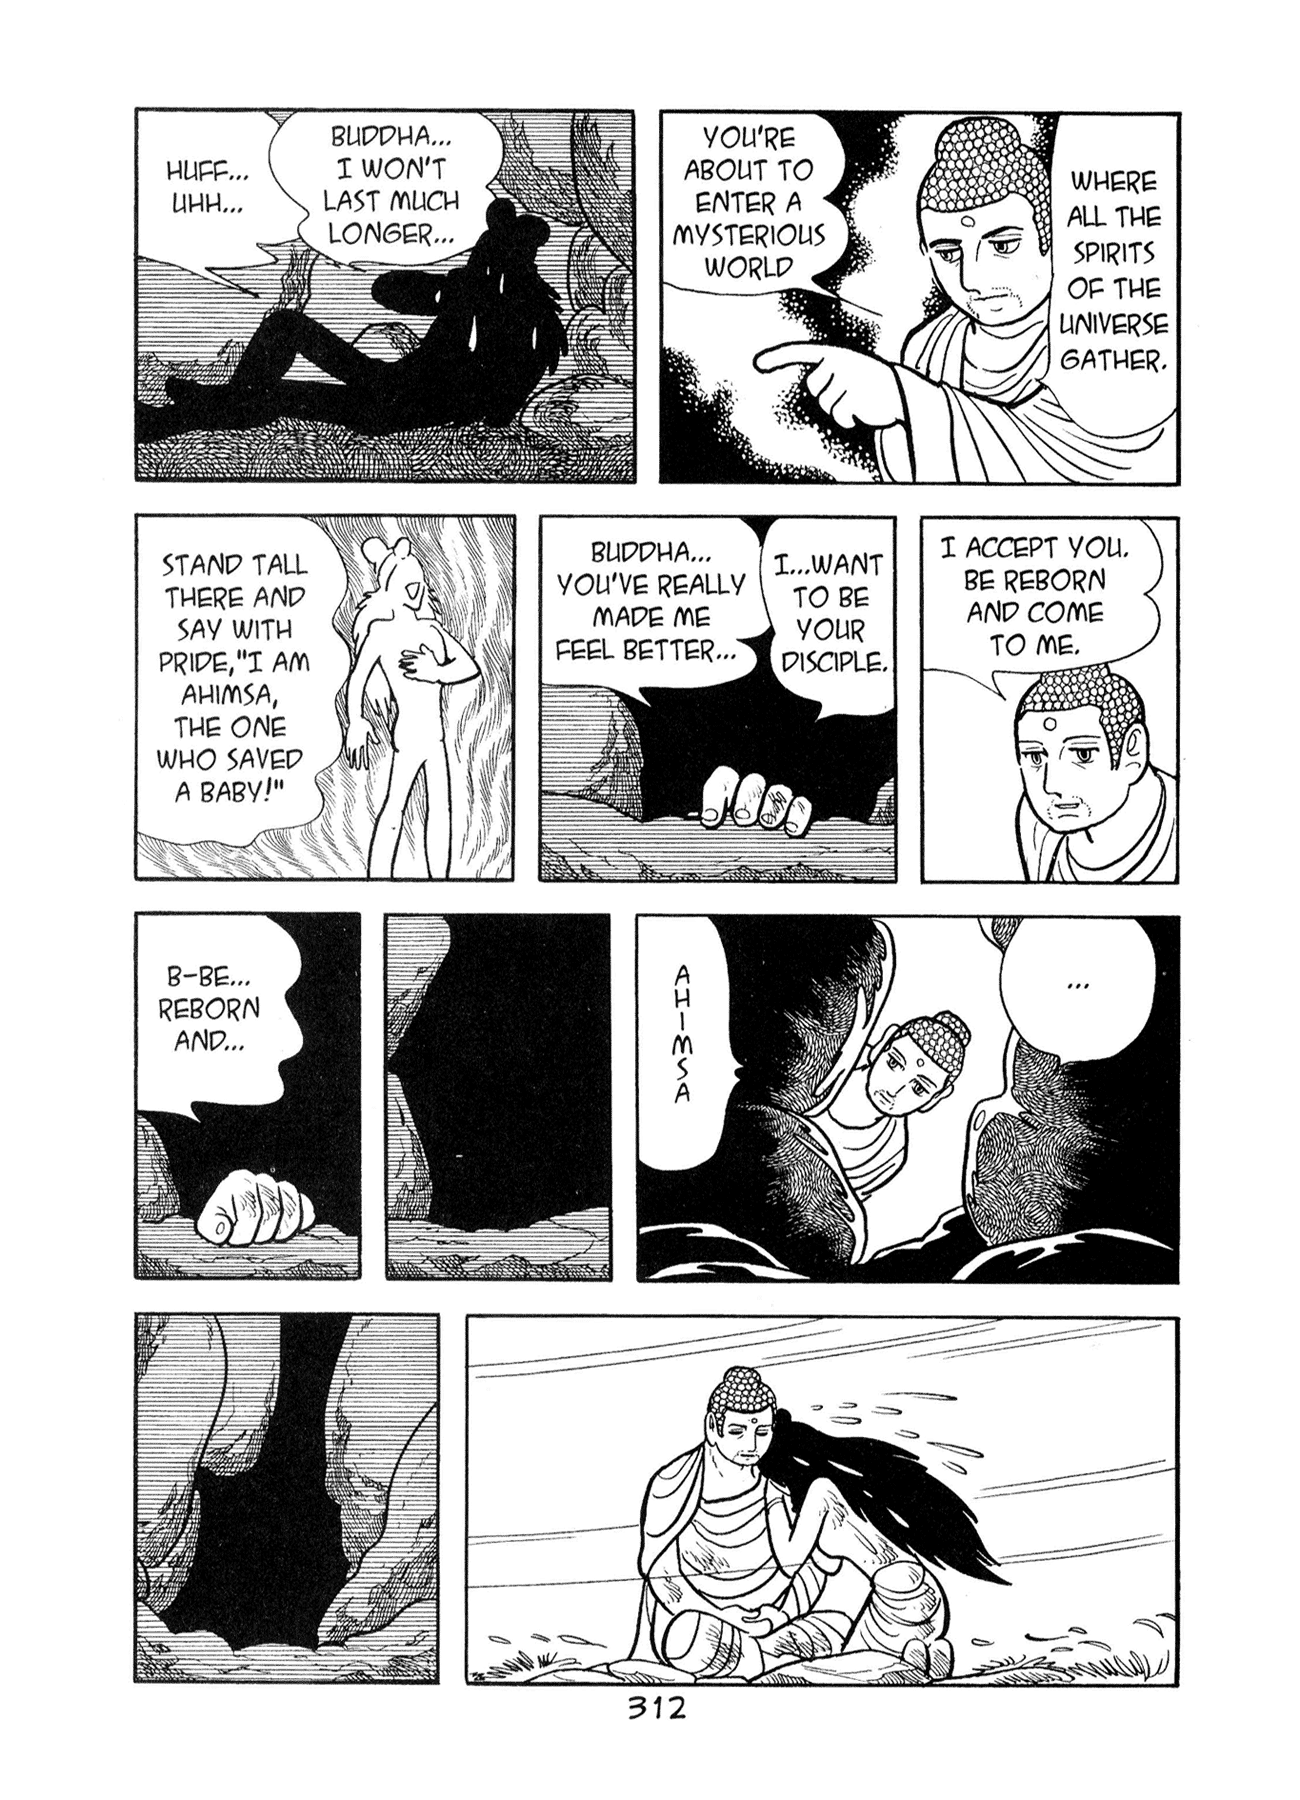 HUFF...
UHH...
BUDDHA...
I WON'T
LAST MUCH
LONGER...
YOU'RE
ABOUT TO
ENTER A
MYSTERIOUS
WORLD
WHERE
ALL THE
SPIRITS
OF THE
UNIVERSE
GATHER.
STAND TALL
THERE AND
SAY WITH
PRIDE,"I AM
AHIMSA,
THE ONE
WHO SAVED
A BABY!"
BUDDHA...
YOU'VE REALLY
MADE ME
FEEL BETTER...
I...WANT
TO BE
YOUR
DISCIPLE.
I ACCEPT YOU.
BE REBORN
AND COME
TO ME.
B-BE...
REBORN
AND...
AHIMSA
...
312